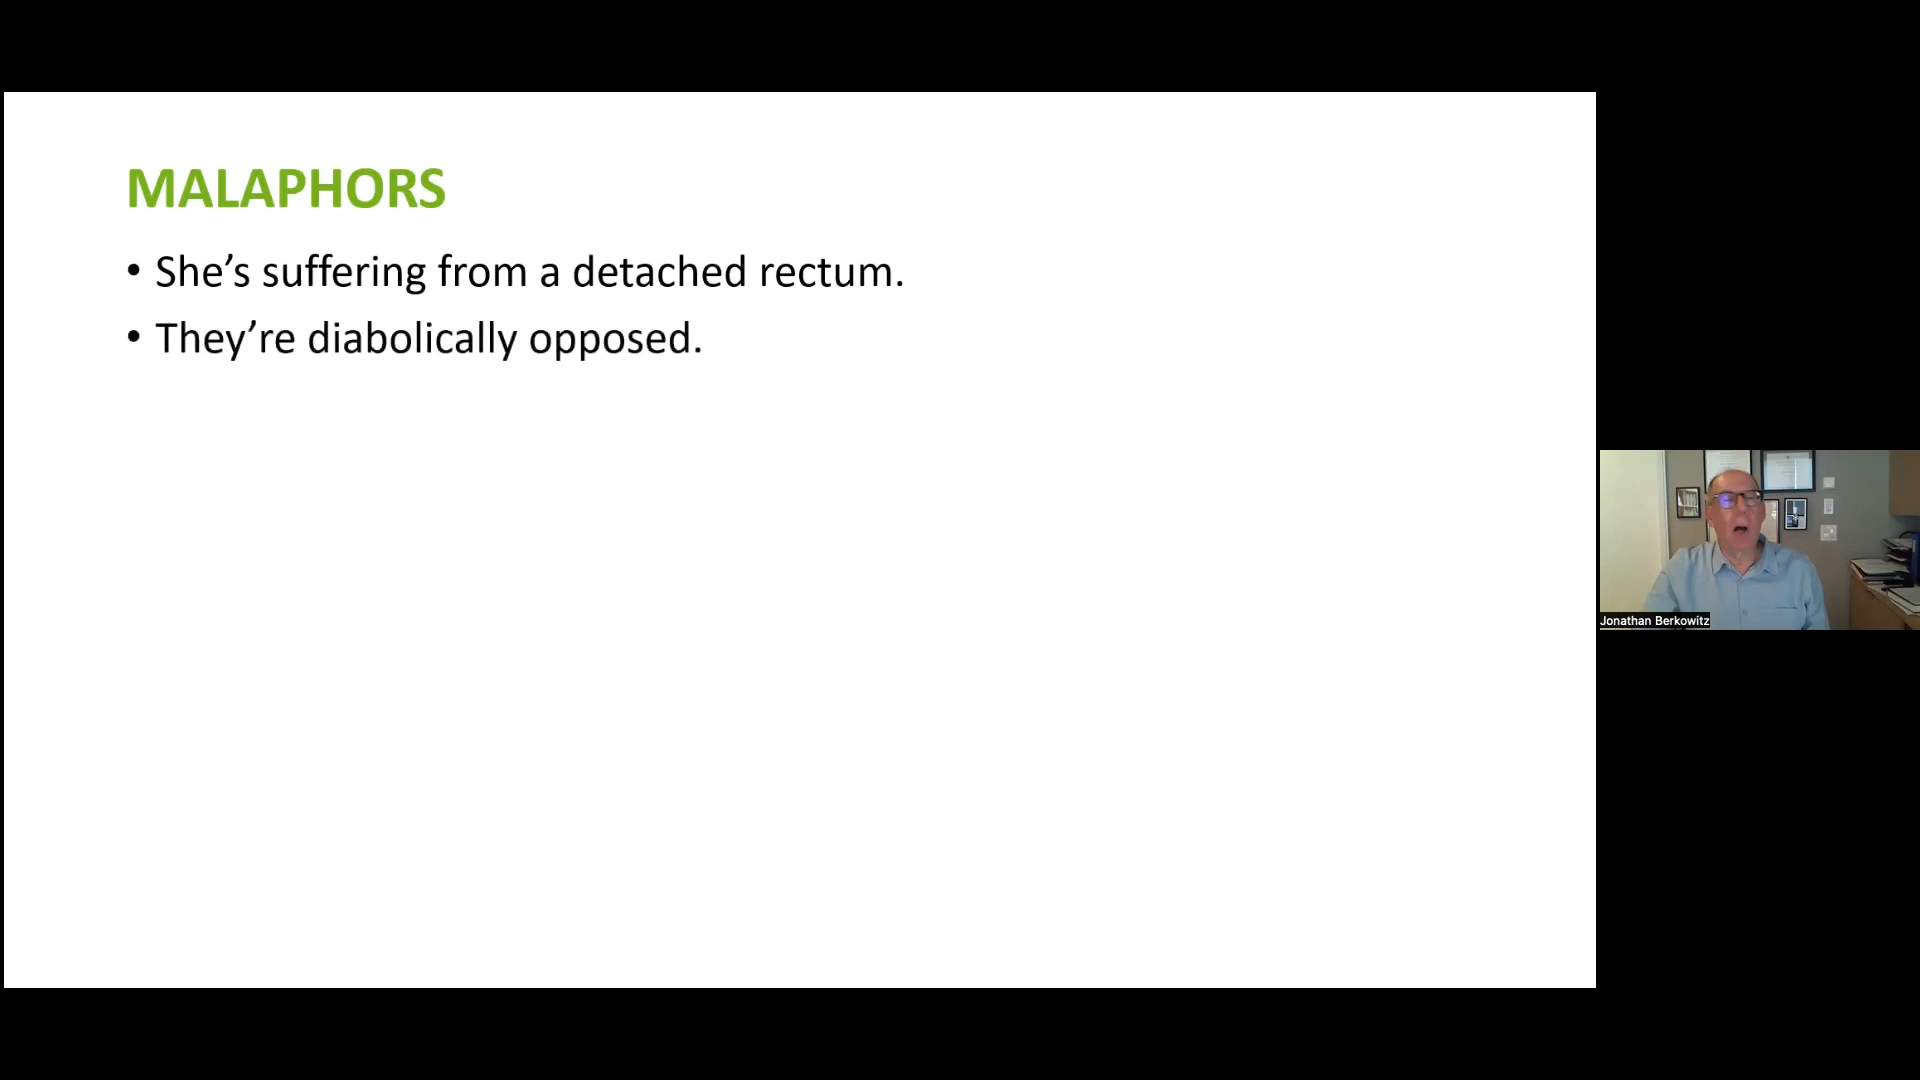 MALAPHORS
• She’s suffering from a detached rectum.
• They’re diabolically opposed.
Jonathan Berkowitz